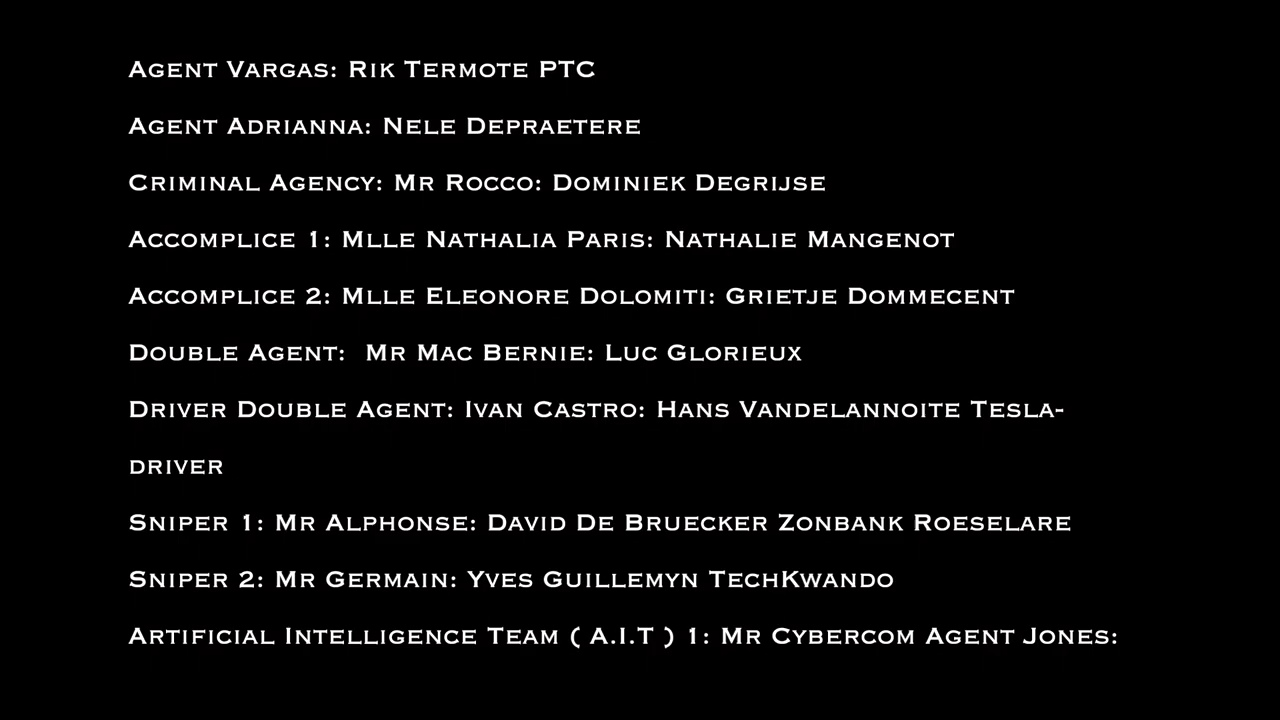 Agent Vargas: Rik Termote PTC
Agent Adrianna: Nele Depraetere
Criminal Agency: Mr Rocco: Dominiek Degrijse
Accomplice 1: Mlle Nathalia Paris: Nathalie Mangenot
Accomplice 2: Mlle Eleonore Dolomiti: Grietje Dommecent
Double Agent:  Mr Mac Bernie: Luc Glorieux
Driver Double Agent: Ivan Castro: Hans Vandelannoite Tesla-
driver
Sniper 1: Mr Alphonse: David De Bruecker Zonbank Roeselare
Sniper 2: Mr Germain: Yves Guillemyn TechKwando
Artificial Intelligence Team ( A.I.T ) 1: Mr Cybercom Agent Jones: